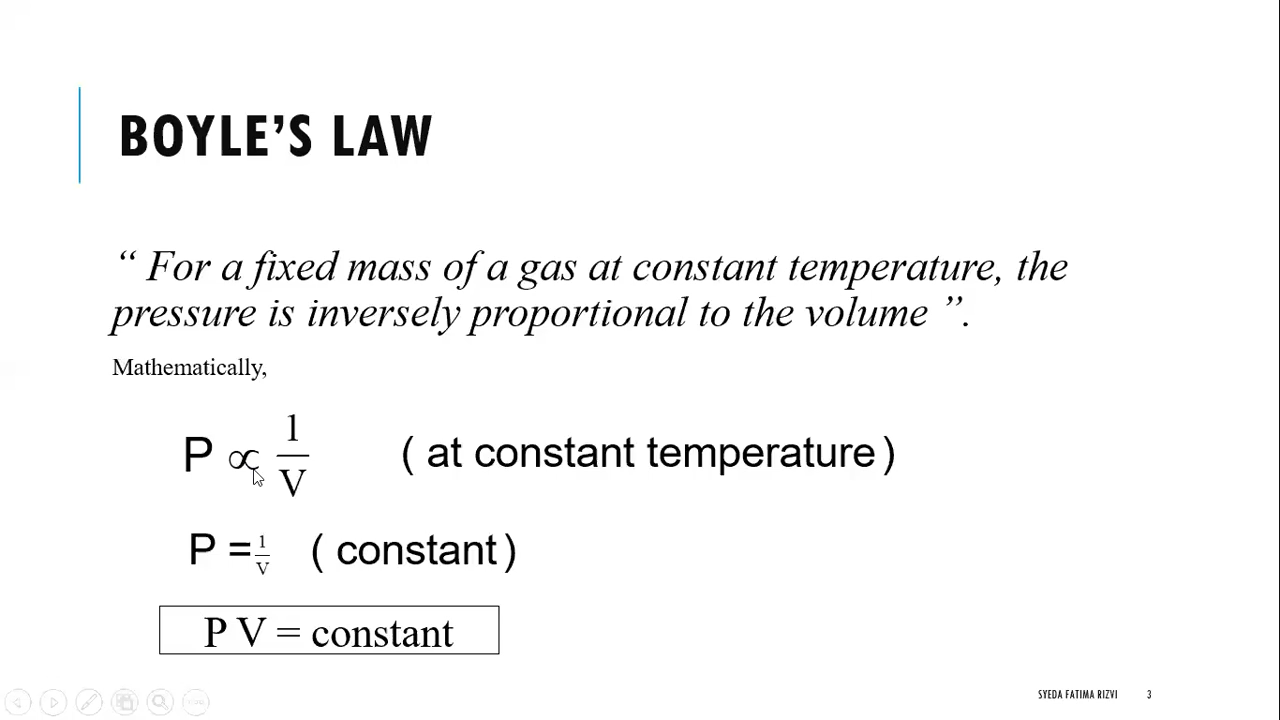 BOYLE'S LAW
“ For a fixed mass of a gas at constant temperature, the
pressure is inversely proportional to the volume ”.
Mathematically,
P ∝ 1/V ( at constant temperature )
P = 1/V ( constant )
P V = constant
SYEDA FATIMA RIZVI 3